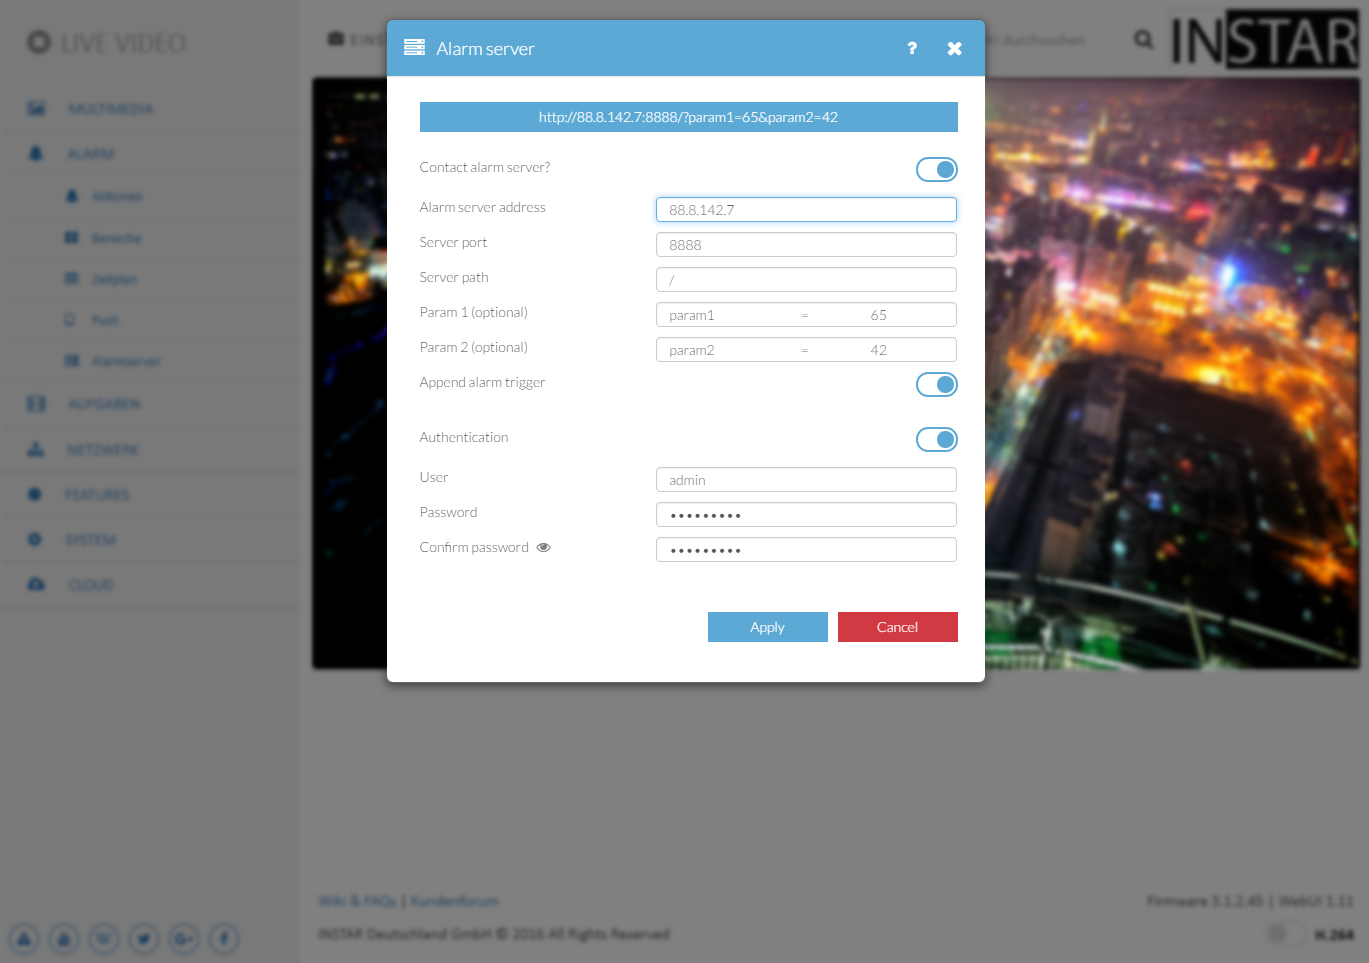 LIVE VIDEO
MULTIMEDIA
ALARM
Aktionen
Bereiche
Zeitplan
Push
Alarmserver
AUFGABEN
NETZWERK
FEATURES
SYSTEM
CLOUD
durchsuchen
INSTAR
Alarm server
?
http://88.8.142.7:8888/?param1=65&param2=42
Contact alarm server?
Alarm server address 88.8.142.7
Server port 8888
Server path /
Param 1 (optional) param1 = 65
Param 2 (optional) param2 = 42
Append alarm trigger
Authentication
User admin
Password •••••••••
Confirm password •••••••••
Apply Cancel
Wiki & FAQs | Kundenforum
Firmware 3.1.2.45 | WebUI 1.11
INSTAR Deutschland GmbH © 2016 All Rights Reserved
H.264